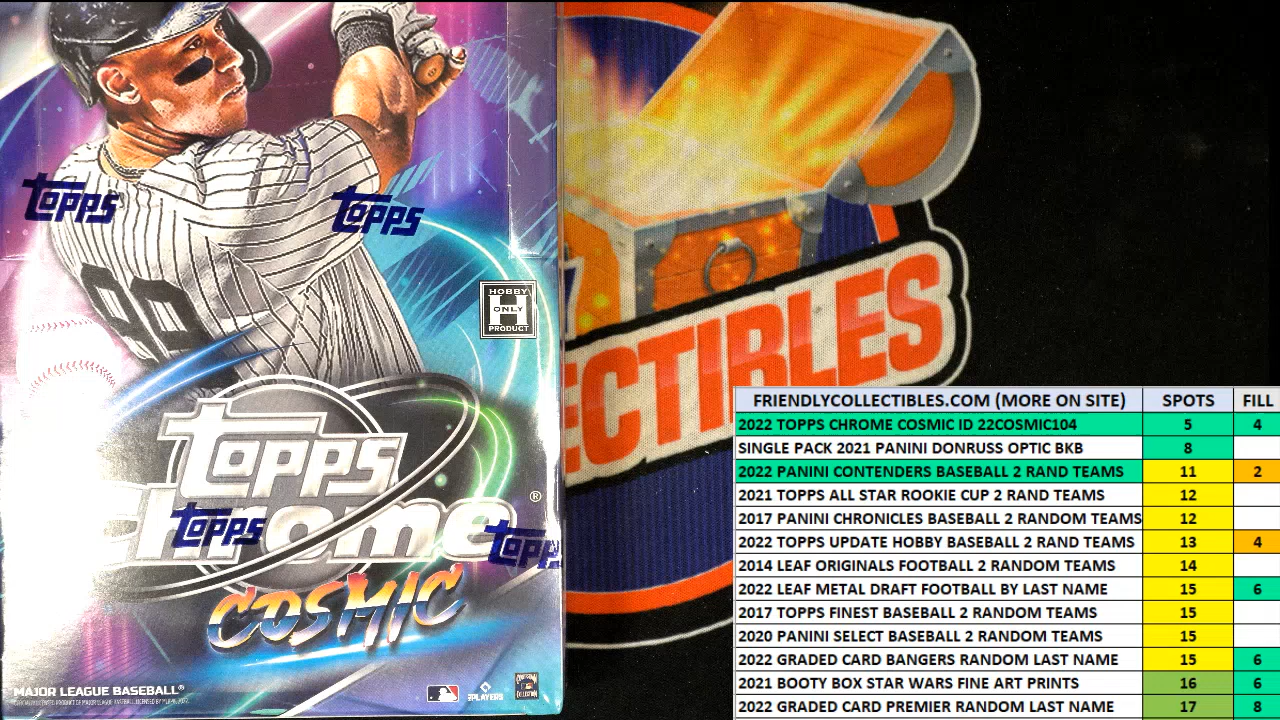 topps
topps
99
HOBBY
H
ONLY
PRODUCT
topps
chrome®
topps
topps
COSMIC
MAJOR LEAGUE BASEBALL®
PLAYERS
ECTIBLES
FRIENDLYCOLLECTIBLES.COM (MORE ON SITE) SPOTS FILL
2022 TOPPS CHROME COSMIC ID 22COSMIC104 5 4
SINGLE PACK 2021 PANINI DONRUSS OPTIC BKB 8
2022 PANINI CONTENDERS BASEBALL 2 RAND TEAMS 11 2
2021 TOPPS ALL STAR ROOKIE CUP 2 RAND TEAMS 12
2017 PANINI CHRONICLES BASEBALL 2 RANDOM TEAMS 12
2022 TOPPS UPDATE HOBBY BASEBALL 2 RAND TEAMS 13 4
2014 LEAF ORIGINALS FOOTBALL 2 RANDOM TEAMS 14
2022 LEAF METAL DRAFT FOOTBALL BY LAST NAME 15 6
2017 TOPPS FINEST BASEBALL 2 RANDOM TEAMS 15
2020 PANINI SELECT BASEBALL 2 RANDOM TEAMS 15
2022 GRADED CARD BANGERS RANDOM LAST NAME 15 6
2021 BOOTY BOX STAR WARS FINE ART PRINTS 16 6
2022 GRADED CARD PREMIER RANDOM LAST NAME 17 8